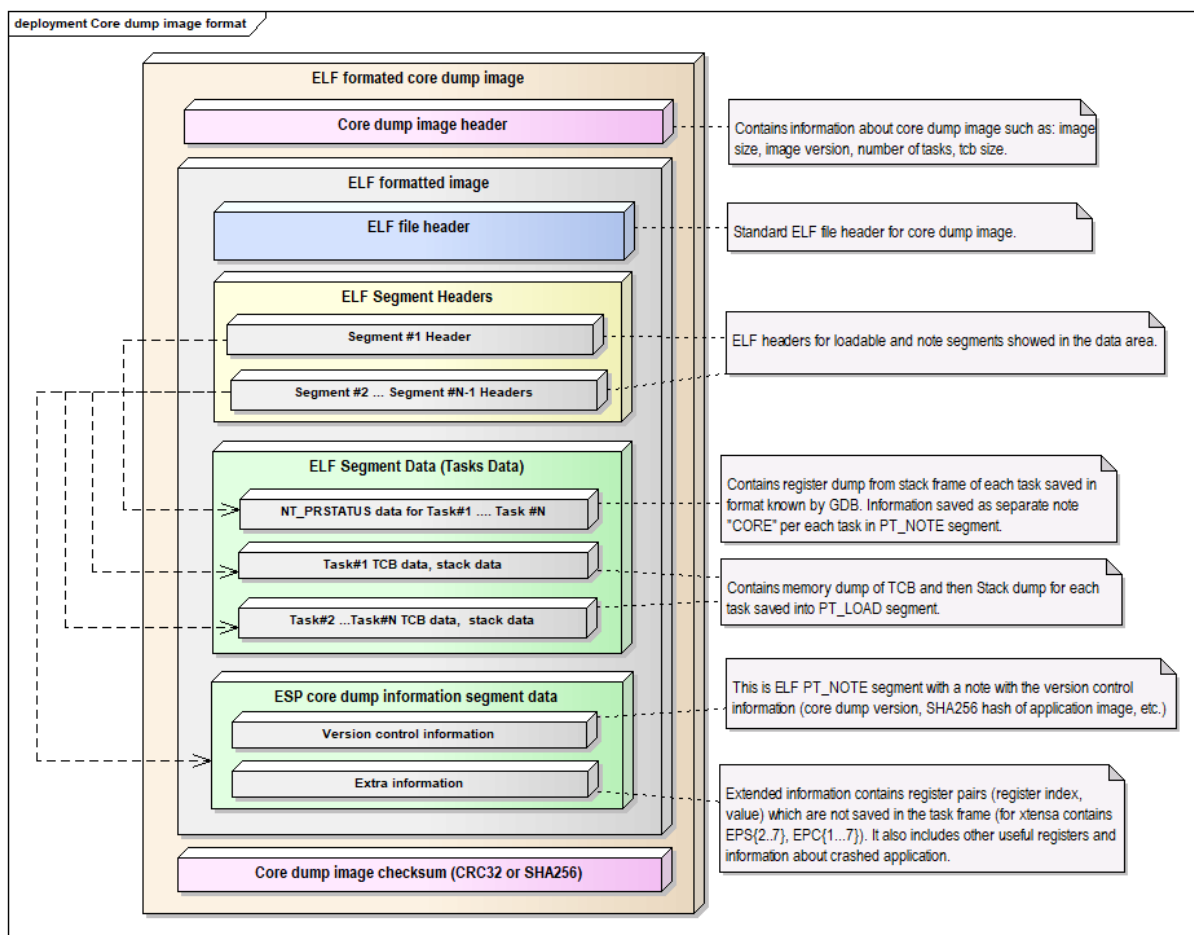 deployment Core dump image format
ELF formated core dump image
Core dump image header
Contains information about core dump image such as: image
size, image version, number of tasks, tcb size.
ELF formatted image
ELF file header
Standard ELF file header for core dump image.
ELF Segment Headers
Segment #1 Header
ELF headers for loadable and note segments showed in the data area.
Segment #2 ... Segment #N-1 Headers
ELF Segment Data (Tasks Data)
Contains register dump from stack frame of each task saved in
format known by GDB. Information saved as separate note
"CORE" per each task in PT_NOTE segment.
NT_PRSTATUS data for Task#1 .... Task #N
Task#1 TCB data, stack data
Contains memory dump of TCB and then Stack dump for each
task saved into PT_LOAD segment.
Task#2 ...Task#N TCB data, stack data
ESP core dump information segment data
This is ELF PT_NOTE segment with a note with the version control
information (core dump version, SHA256 hash of application image, etc.)
Version control information
Extra information
Extended information contains register pairs (register index,
value) which are not saved in the task frame (for xtensa contains
EPS{2..7}, EPC{1...7}). It also includes other useful registers and
information about crashed application.
Core dump image checksum (CRC32 or SHA256)